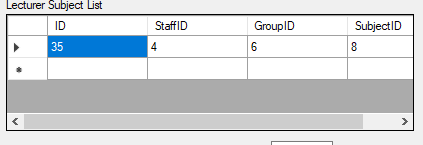 Lecturer Subject List
ID StaffID GroupID SubjectID
35 4 6 8